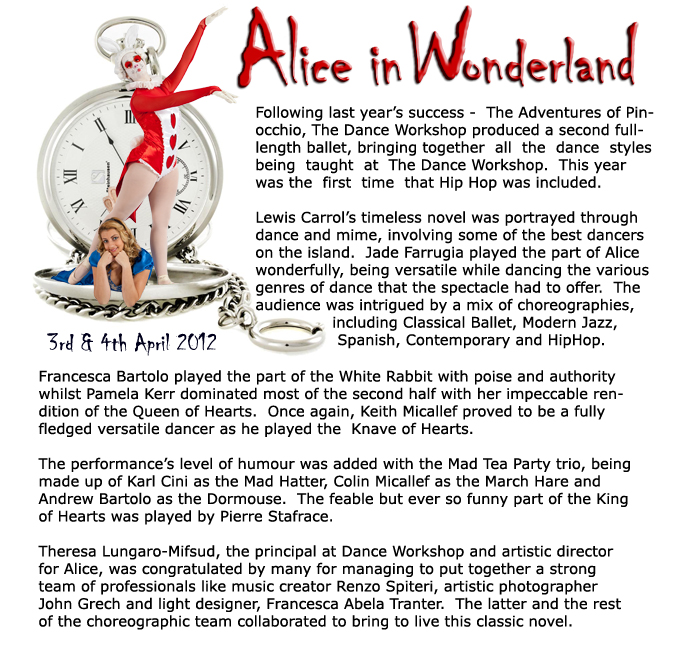 Alice in Wonderland
Following last year's success -  The Adventures of Pin-
occhio, The Dance Workshop produced a second full-
length ballet, bringing together  all  the  dance  styles
being  taught  at  The Dance Workshop.  This year
was the  first  time  that Hip Hop was included.
Lewis Carrol's timeless novel was portrayed through
dance and mime, involving some of the best dancers
on the island.  Jade Farrugia played the part of Alice
wonderfully, being versatile while dancing the various
genres of dance that the spectacle had to offer.  The
audience was intrigued by a mix of choreographies,
including Classical Ballet, Modern Jazz,
Spanish, Contemporary and HipHop.
3rd & 4th April 2012
Francesca Bartolo played the part of the White Rabbit with poise and authority
whilst Pamela Kerr dominated most of the second half with her impeccable ren-
dition of the Queen of Hearts.  Once again, Keith Micallef proved to be a fully
fledged versatile dancer as he played the  Knave of Hearts.
The performance's level of humour was added with the Mad Tea Party trio, being
made up of Karl Cini as the Mad Hatter, Colin Micallef as the March Hare and
Andrew Bartolo as the Dormouse.  The feable but ever so funny part of the King
of Hearts was played by Pierre Stafrace.
Theresa Lungaro-Mifsud, the principal at Dance Workshop and artistic director
for Alice, was congratulated by many for managing to put together a strong
team of professionals like music creator Renzo Spiteri, artistic photographer
John Grech and light designer, Francesca Abela Tranter.  The latter and the rest
of the choreographic team collaborated to bring to live this classic novel.